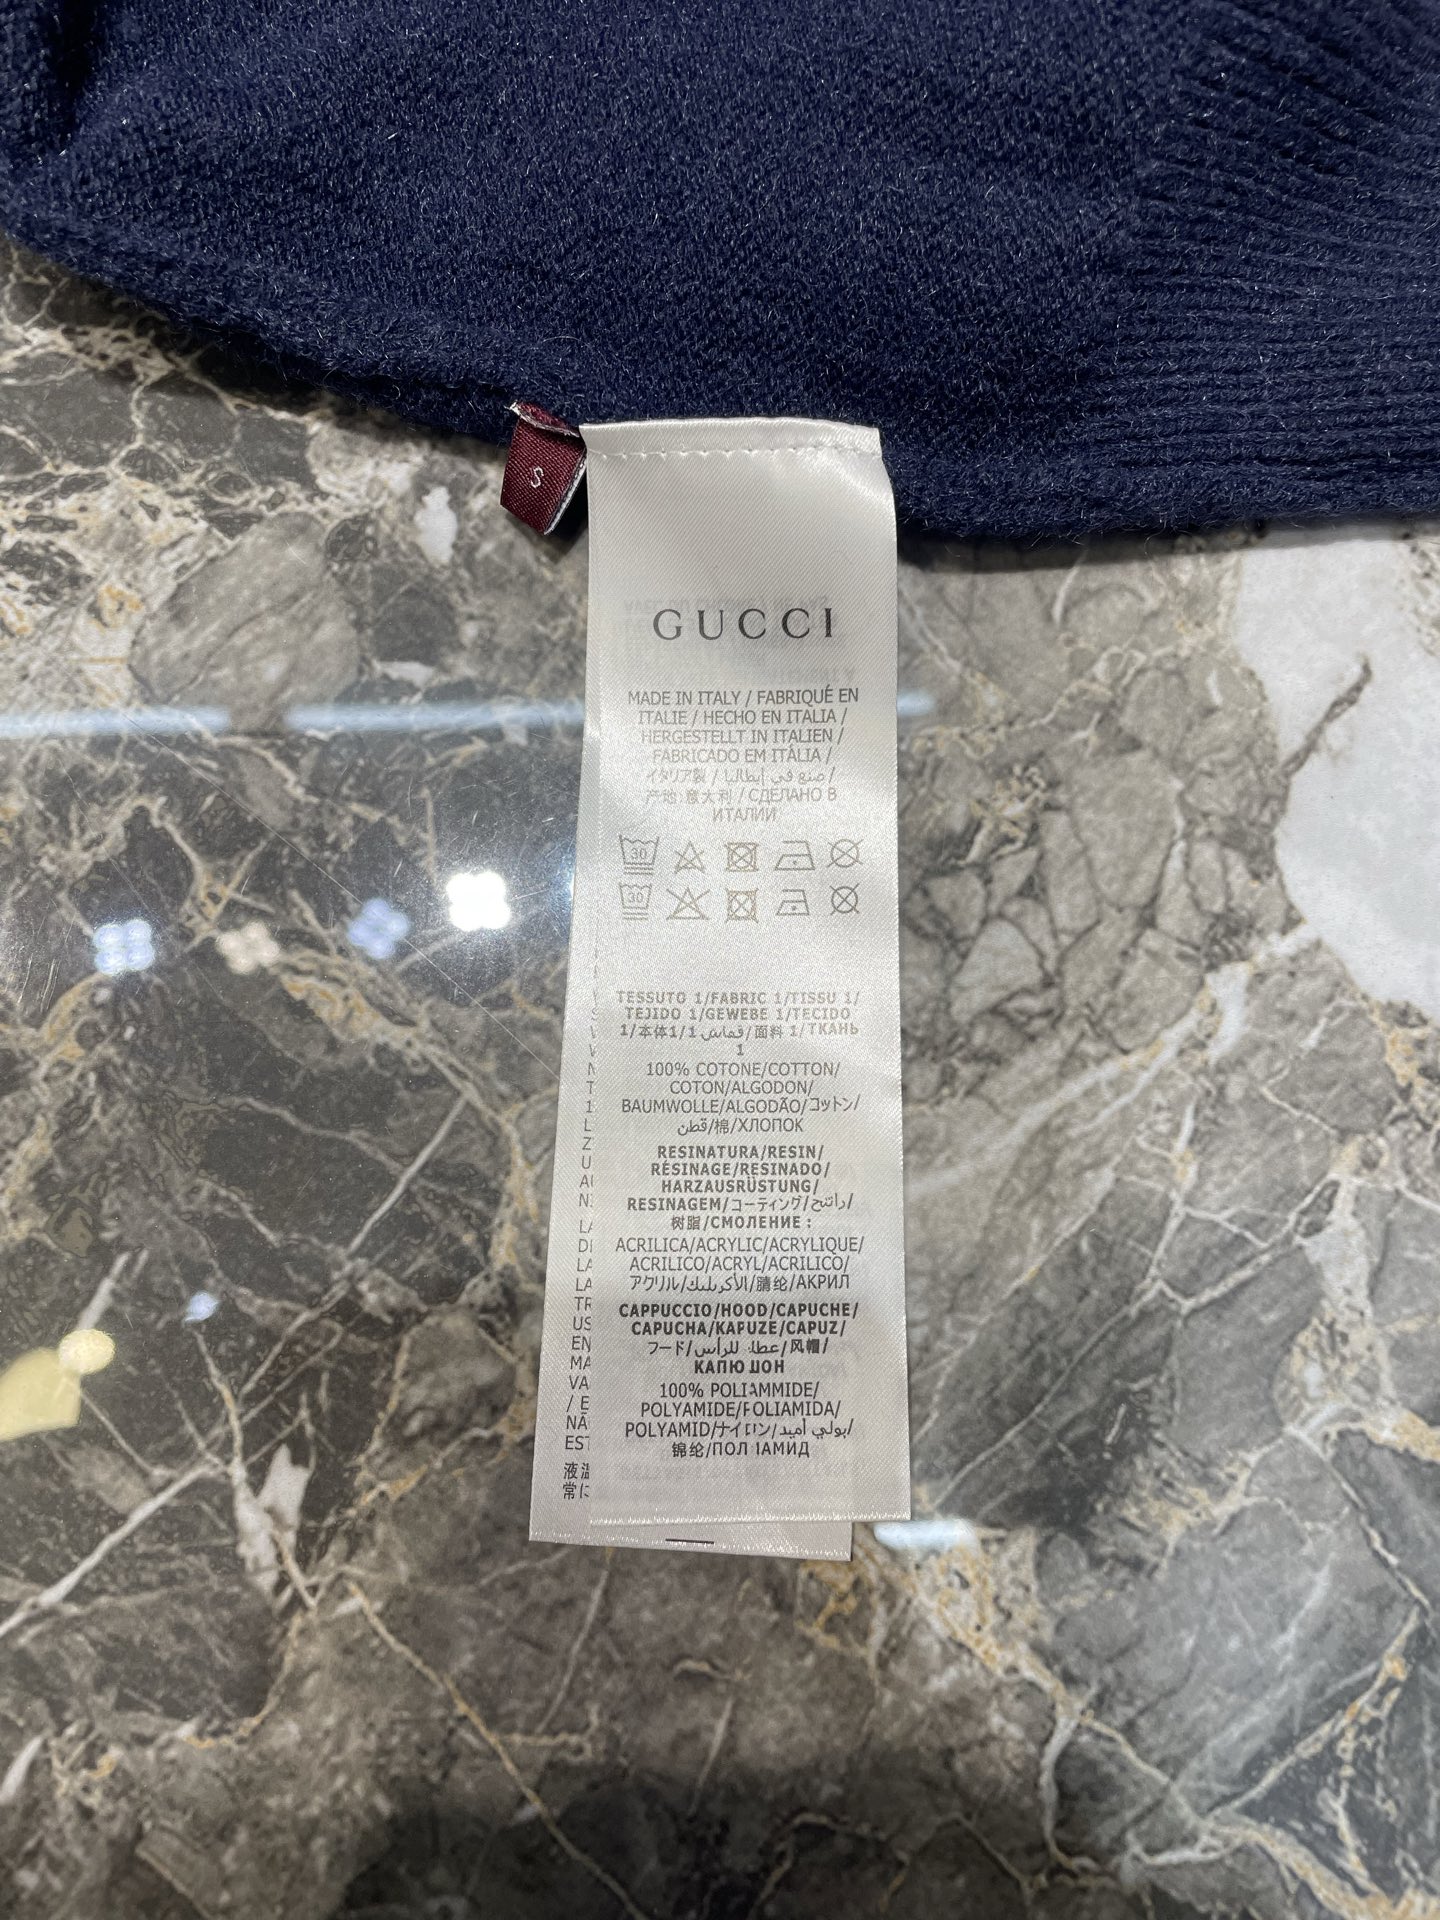 S
GUCCI
MADE IN ITALY / FABRIQUÉ EN
ITALIE / HECHO EN ITALIA /
HERGESTELLT IN ITALIEN /
FABRICADO EM ITÁLIA /
イタリア製 / صنع في إيطاليا /
产地:意大利 / СДЕЛАНО В
ИТАЛИИ
30
30
TESSUTO 1/FABRIC 1/TISSU 1/
TEJIDO 1/GEWEBE 1/TECIDO
1/本体1/قماش 1/面料 1/ТКАНЬ
1
100% COTONE/COTTON/
COTON/ALGODON/
BAUMWOLLE/ALGODÃO/コットン/
قطن/棉/ХЛОПОК
RESINATURA/RESIN/
RÉSINAGE/RESINADO/
HARZAUSRÜSTUNG/
RESINAGEM/コーティング/راتنج/
树脂/СМОЛЕНИЕ :
ACRILICA/ACRYLIC/ACRYLIQUE/
ACRILICO/ACRYL/ACRILICO/
アクリル/الأكريليك/腈纶/АКРИЛ
CAPPUCCIO/HOOD/CAPUCHE/
CAPUCHA/KAPUZE/CAPUZ/
フード/غطاء للرأس/风帽/
КАПЮШОН
100% POLIAMMIDE/
POLYAMIDE/POLIAMIDA/
POLYAMID/ナイロン/بولي أميد/
锦纶/ПОЛИАМИД